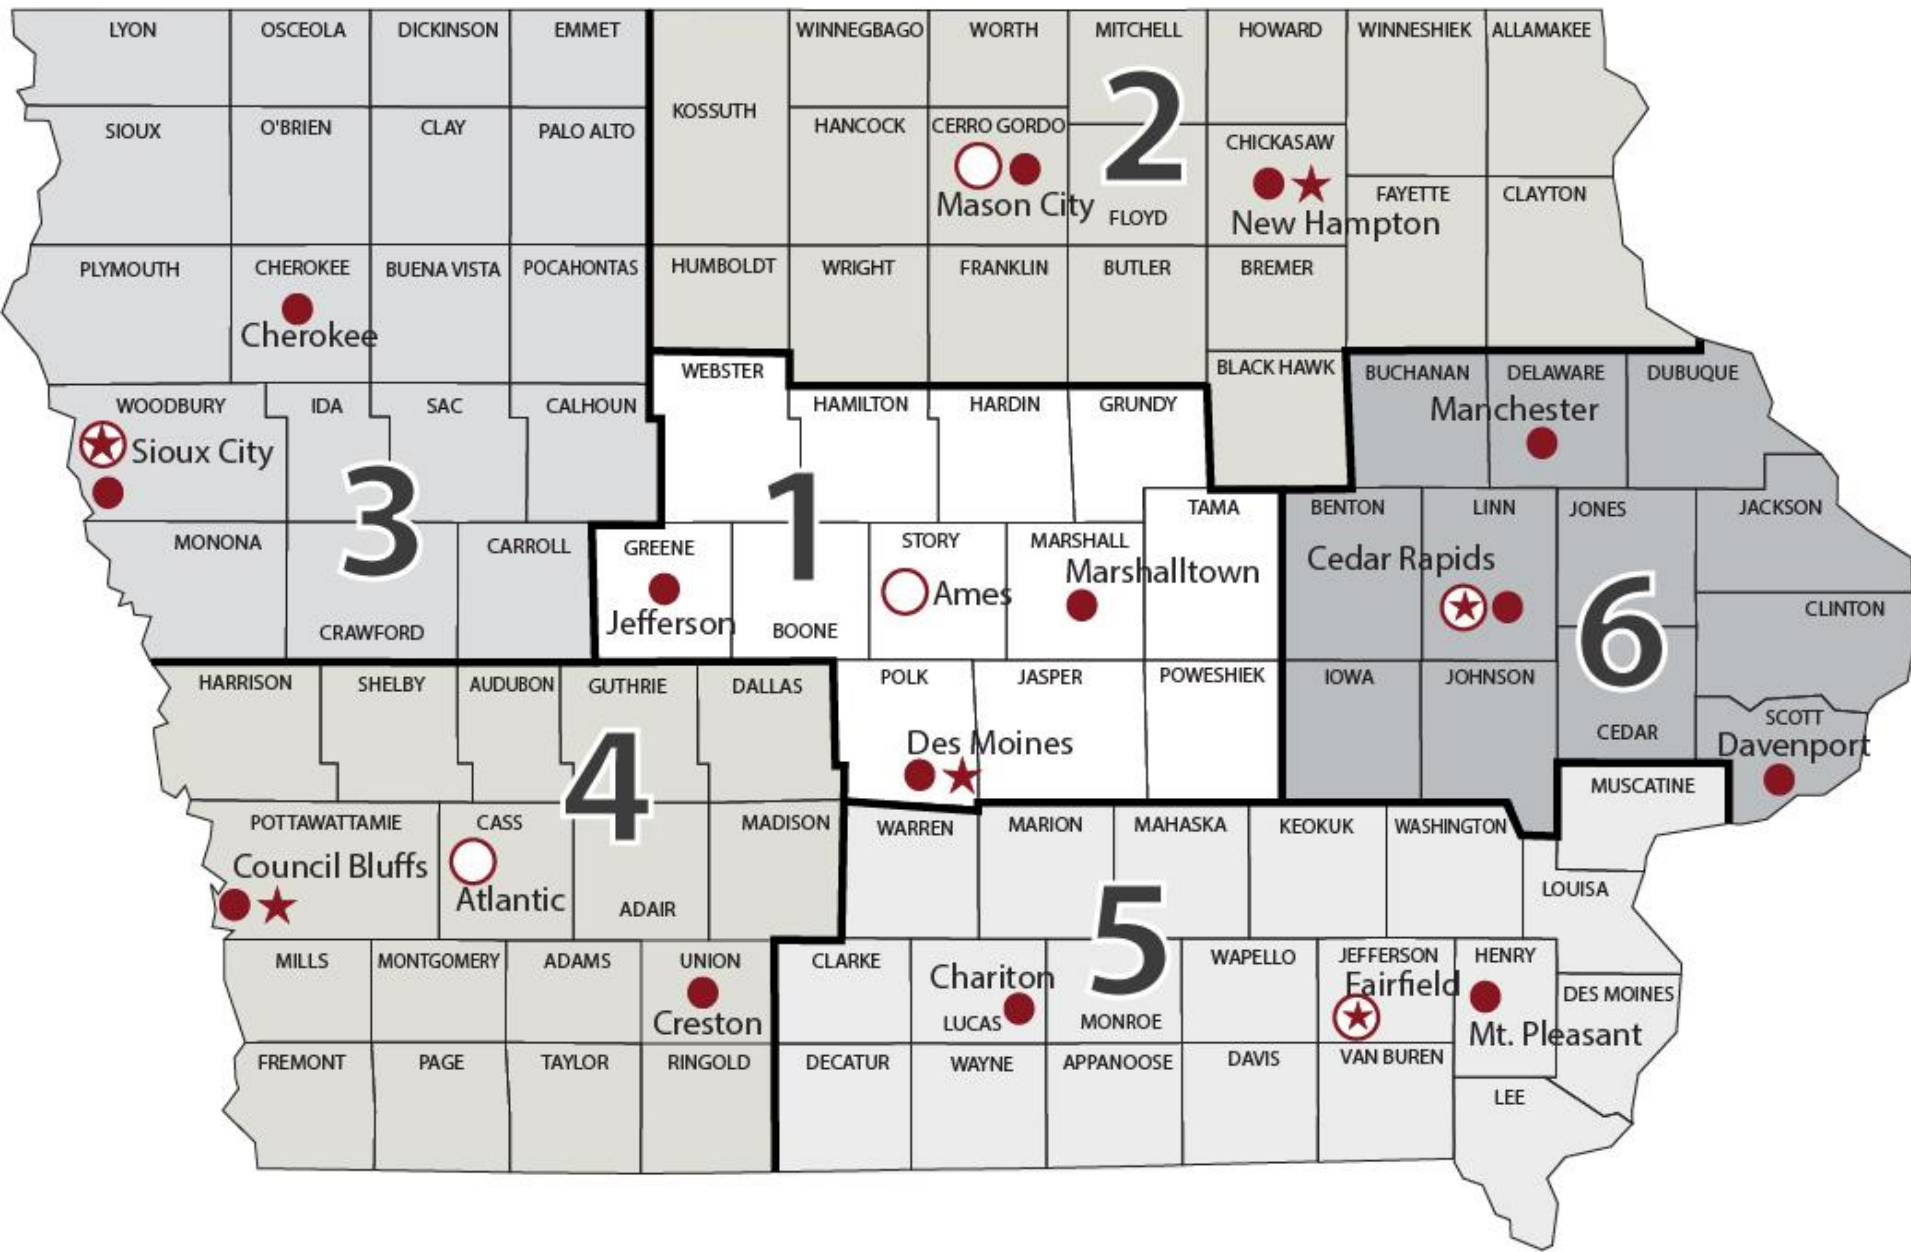 LYON
OSCEOLA
DICKINSON
EMMET
WINNEGBAGO
WORTH
MITCHELL
HOWARD
WINNESHIEK
ALLAMAKEE
KOSSUTH
SIOUX
O'BRIEN
CLAY
PALO ALTO
HANCOCK
CERRO GORDO
2
CHICKASAW
Mason City
FLOYD
New Hampton
FAYETTE
CLAYTON
PLYMOUTH
CHEROKEE
BUENA VISTA
POCAHONTAS
HUMBOLDT
WRIGHT
FRANKLIN
BUTLER
BREMER
Cherokee
WEBSTER
BLACK HAWK
BUCHANAN
DELAWARE
DUBUQUE
Manchester
WOODBURY
IDA
SAC
CALHOUN
HAMILTON
HARDIN
GRUNDY
Sioux City
3
1
TAMA
BENTON
LINN
JONES
JACKSON
MONONA
CARROLL
GREENE
STORY
MARSHALL
Marshalltown
Cedar Rapids
Ames
Jefferson
BOONE
CRAWFORD
6
CLINTON
HARRISON
SHELBY
AUDUBON
GUTHRIE
DALLAS
POLK
JASPER
POWESHIEK
IOWA
JOHNSON
CEDAR
SCOTT
Davenport
Des Moines
4
MUSCATINE
POTTAWATTAMIE
CASS
MADISON
WARREN
MARION
MAHASKA
KEOKUK
WASHINGTON
Council Bluffs
Atlantic
ADAIR
LOUISA
5
MILLS
MONTGOMERY
ADAMS
UNION
CLARKE
Chariton
WAPELLO
JEFFERSON
HENRY
Fairfield
DES MOINES
Creston
LUCAS
MONROE
Mt. Pleasant
FREMONT
PAGE
TAYLOR
RINGOLD
DECATUR
WAYNE
APPANOOSE
DAVIS
VAN BUREN
LEE